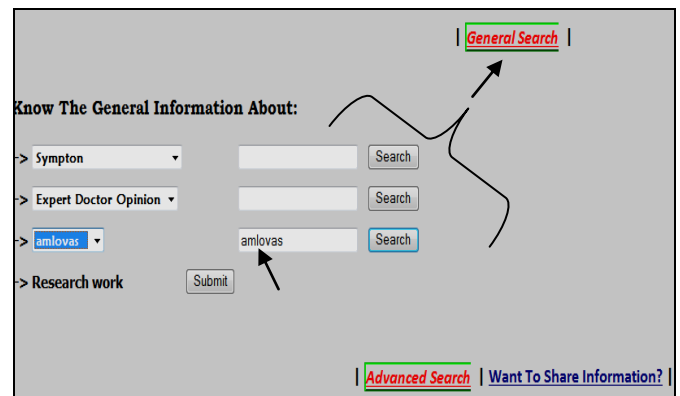 | General Search |
Know The General Information About:
-> Sympton Search
-> Expert Doctor Opinion Search
-> amlovas amlovas Search
-> Research work Submit
| Advanced Search | Want To Share Information? |